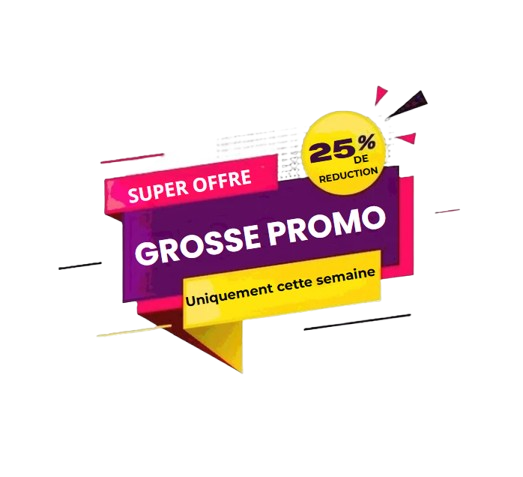 SUPER OFFRE
25%
DE
REDUCTION
GROSSE PROMO
Uniquement cette semaine